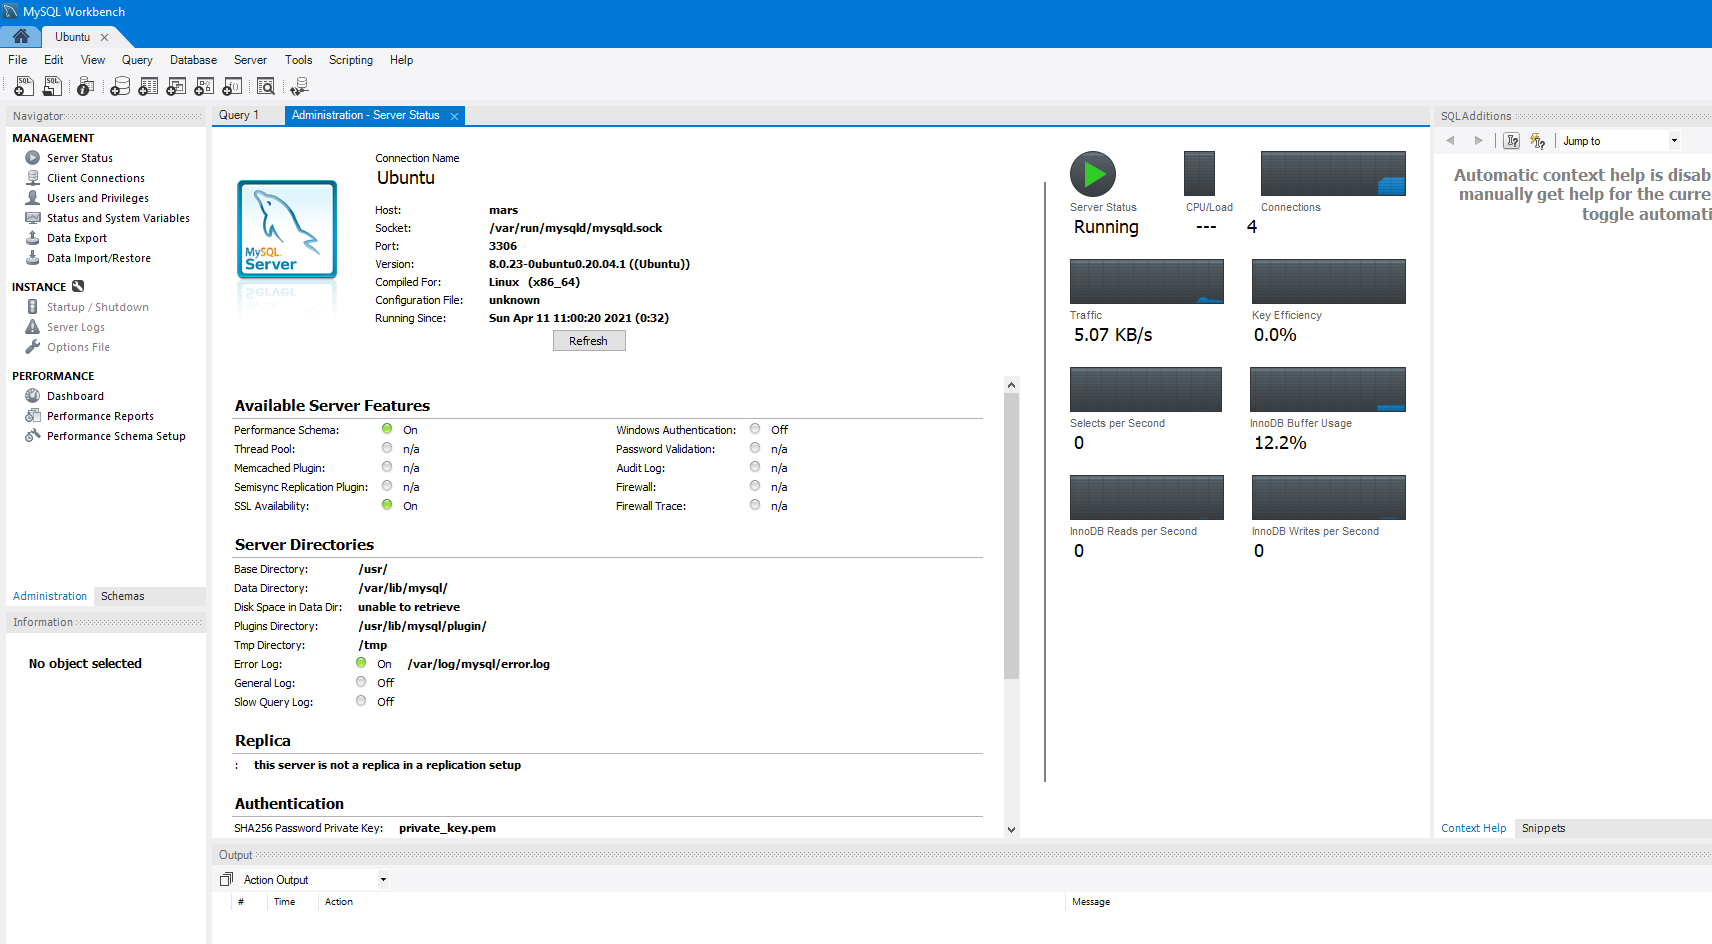 MySQL Workbench
Ubuntu
File Edit View Query Database Server Tools Scripting Help
Navigator
MANAGEMENT
Server Status
Client Connections
Users and Privileges
Status and System Variables
Data Export
Data Import/Restore
INSTANCE
Startup / Shutdown
Server Logs
Options File
PERFORMANCE
Dashboard
Performance Reports
Performance Schema Setup
Administration Schemas
Information
No object selected
Query 1 Administration - Server Status
Connection Name
Ubuntu
Host: mars
Socket: /var/run/mysqld/mysqld.sock
Port: 3306
Version: 8.0.23-0ubuntu0.20.04.1 ((Ubuntu))
Compiled For: Linux (x86_64)
Configuration File: unknown
Running Since: Sun Apr 11 11:00:20 2021 (0:32)
Refresh
MySQL
Server
Available Server Features
Performance Schema: On Windows Authentication: Off
Thread Pool: n/a Password Validation: n/a
Memcached Plugin: n/a Audit Log: n/a
Semisync Replication Plugin: n/a Firewall: n/a
SSL Availability: On Firewall Trace: n/a
Server Directories
Base Directory: /usr/
Data Directory: /var/lib/mysql/
Disk Space in Data Dir: unable to retrieve
Plugins Directory: /usr/lib/mysql/plugin/
Tmp Directory: /tmp
Error Log: On /var/log/mysql/error.log
General Log: Off
Slow Query Log: Off
Replica
: this server is not a replica in a replication setup
Authentication
SHA256 Password Private Key: private_key.pem
Server Status CPU/Load Connections
Running --- 4
Traffic Key Efficiency
5.07 KB/s 0.0%
Selects per Second InnoDB Buffer Usage
0 12.2%
InnoDB Reads per Second InnoDB Writes per Second
0 0
SQLAdditions
Jump to
Automatic context help is disab
manually get help for the curre
toggle automati
Context Help Snippets
Output
Action Output
# Time Action Message